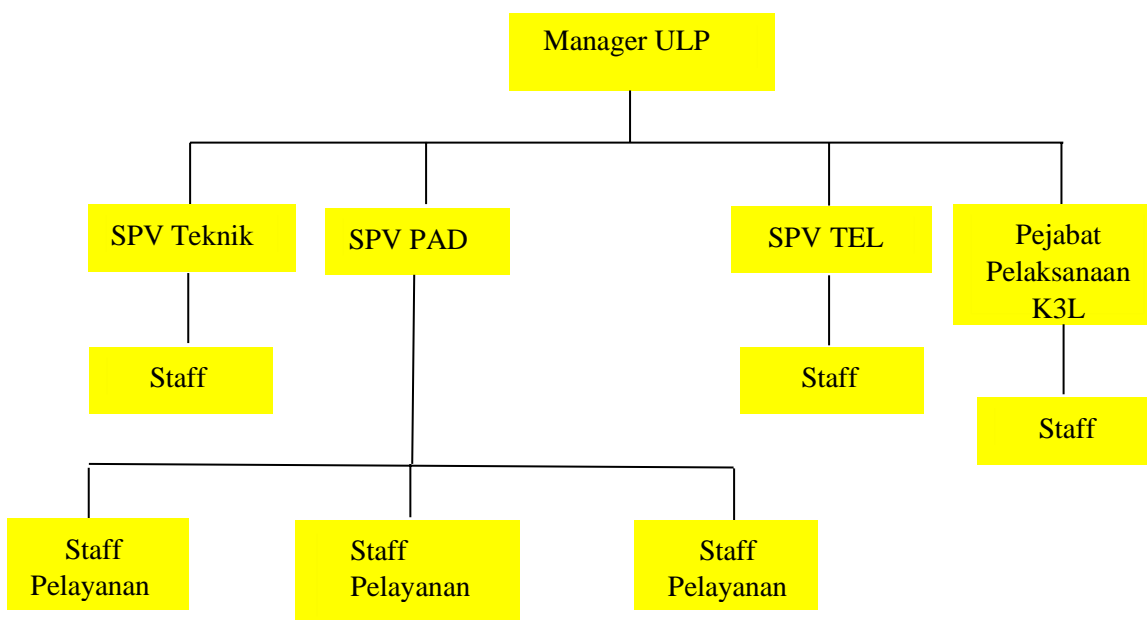 Manager ULP
SPV Teknik
SPV PAD
SPV TEL
Pejabat
Pelaksanaan
K3L
Staff
Staff
Staff
Staff
Pelayanan
Staff
Pelayanan
Staff
Pelayanan